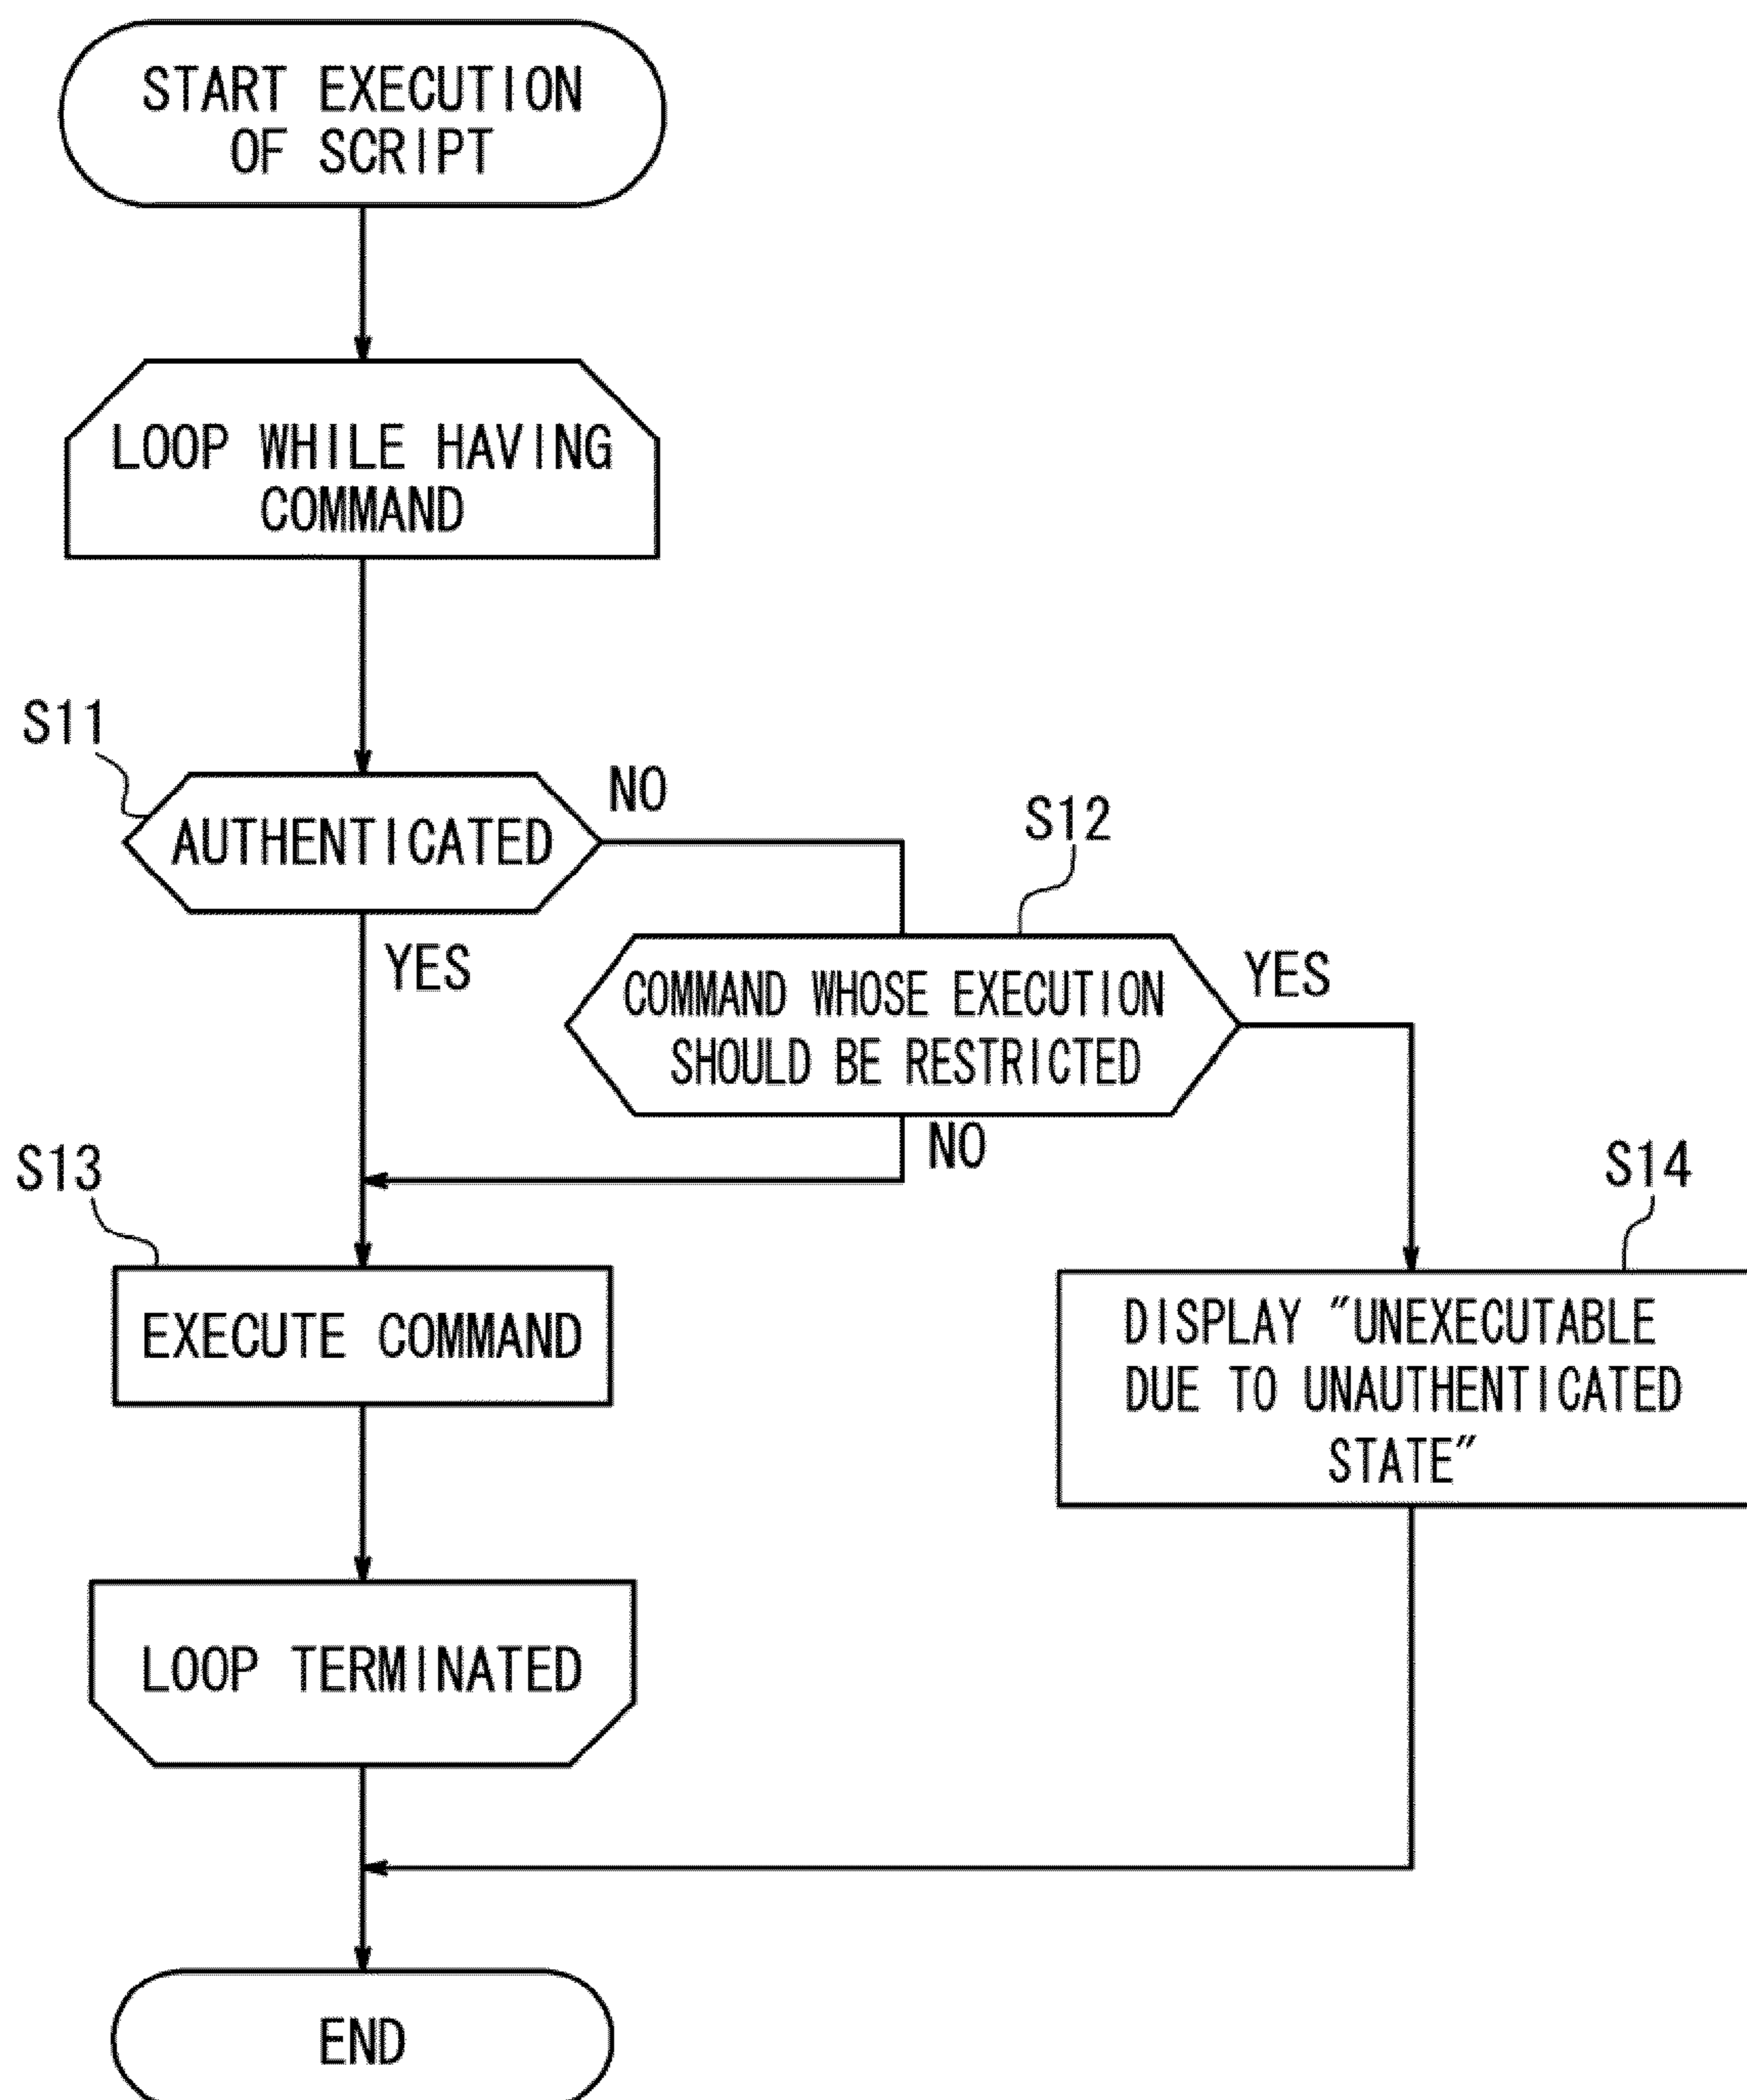 START EXECUTION
OF SCRIPT
LOOP WHILE HAVING
COMMAND
S11
AUTHENTICATED
NO
YES
S12
COMMAND WHOSE EXECUTION
SHOULD BE RESTRICTED
YES
NO
S13
EXECUTE COMMAND
S14
DISPLAY "UNEXECUTABLE
DUE TO UNAUTHENTICATED
STATE"
LOOP TERMINATED
END